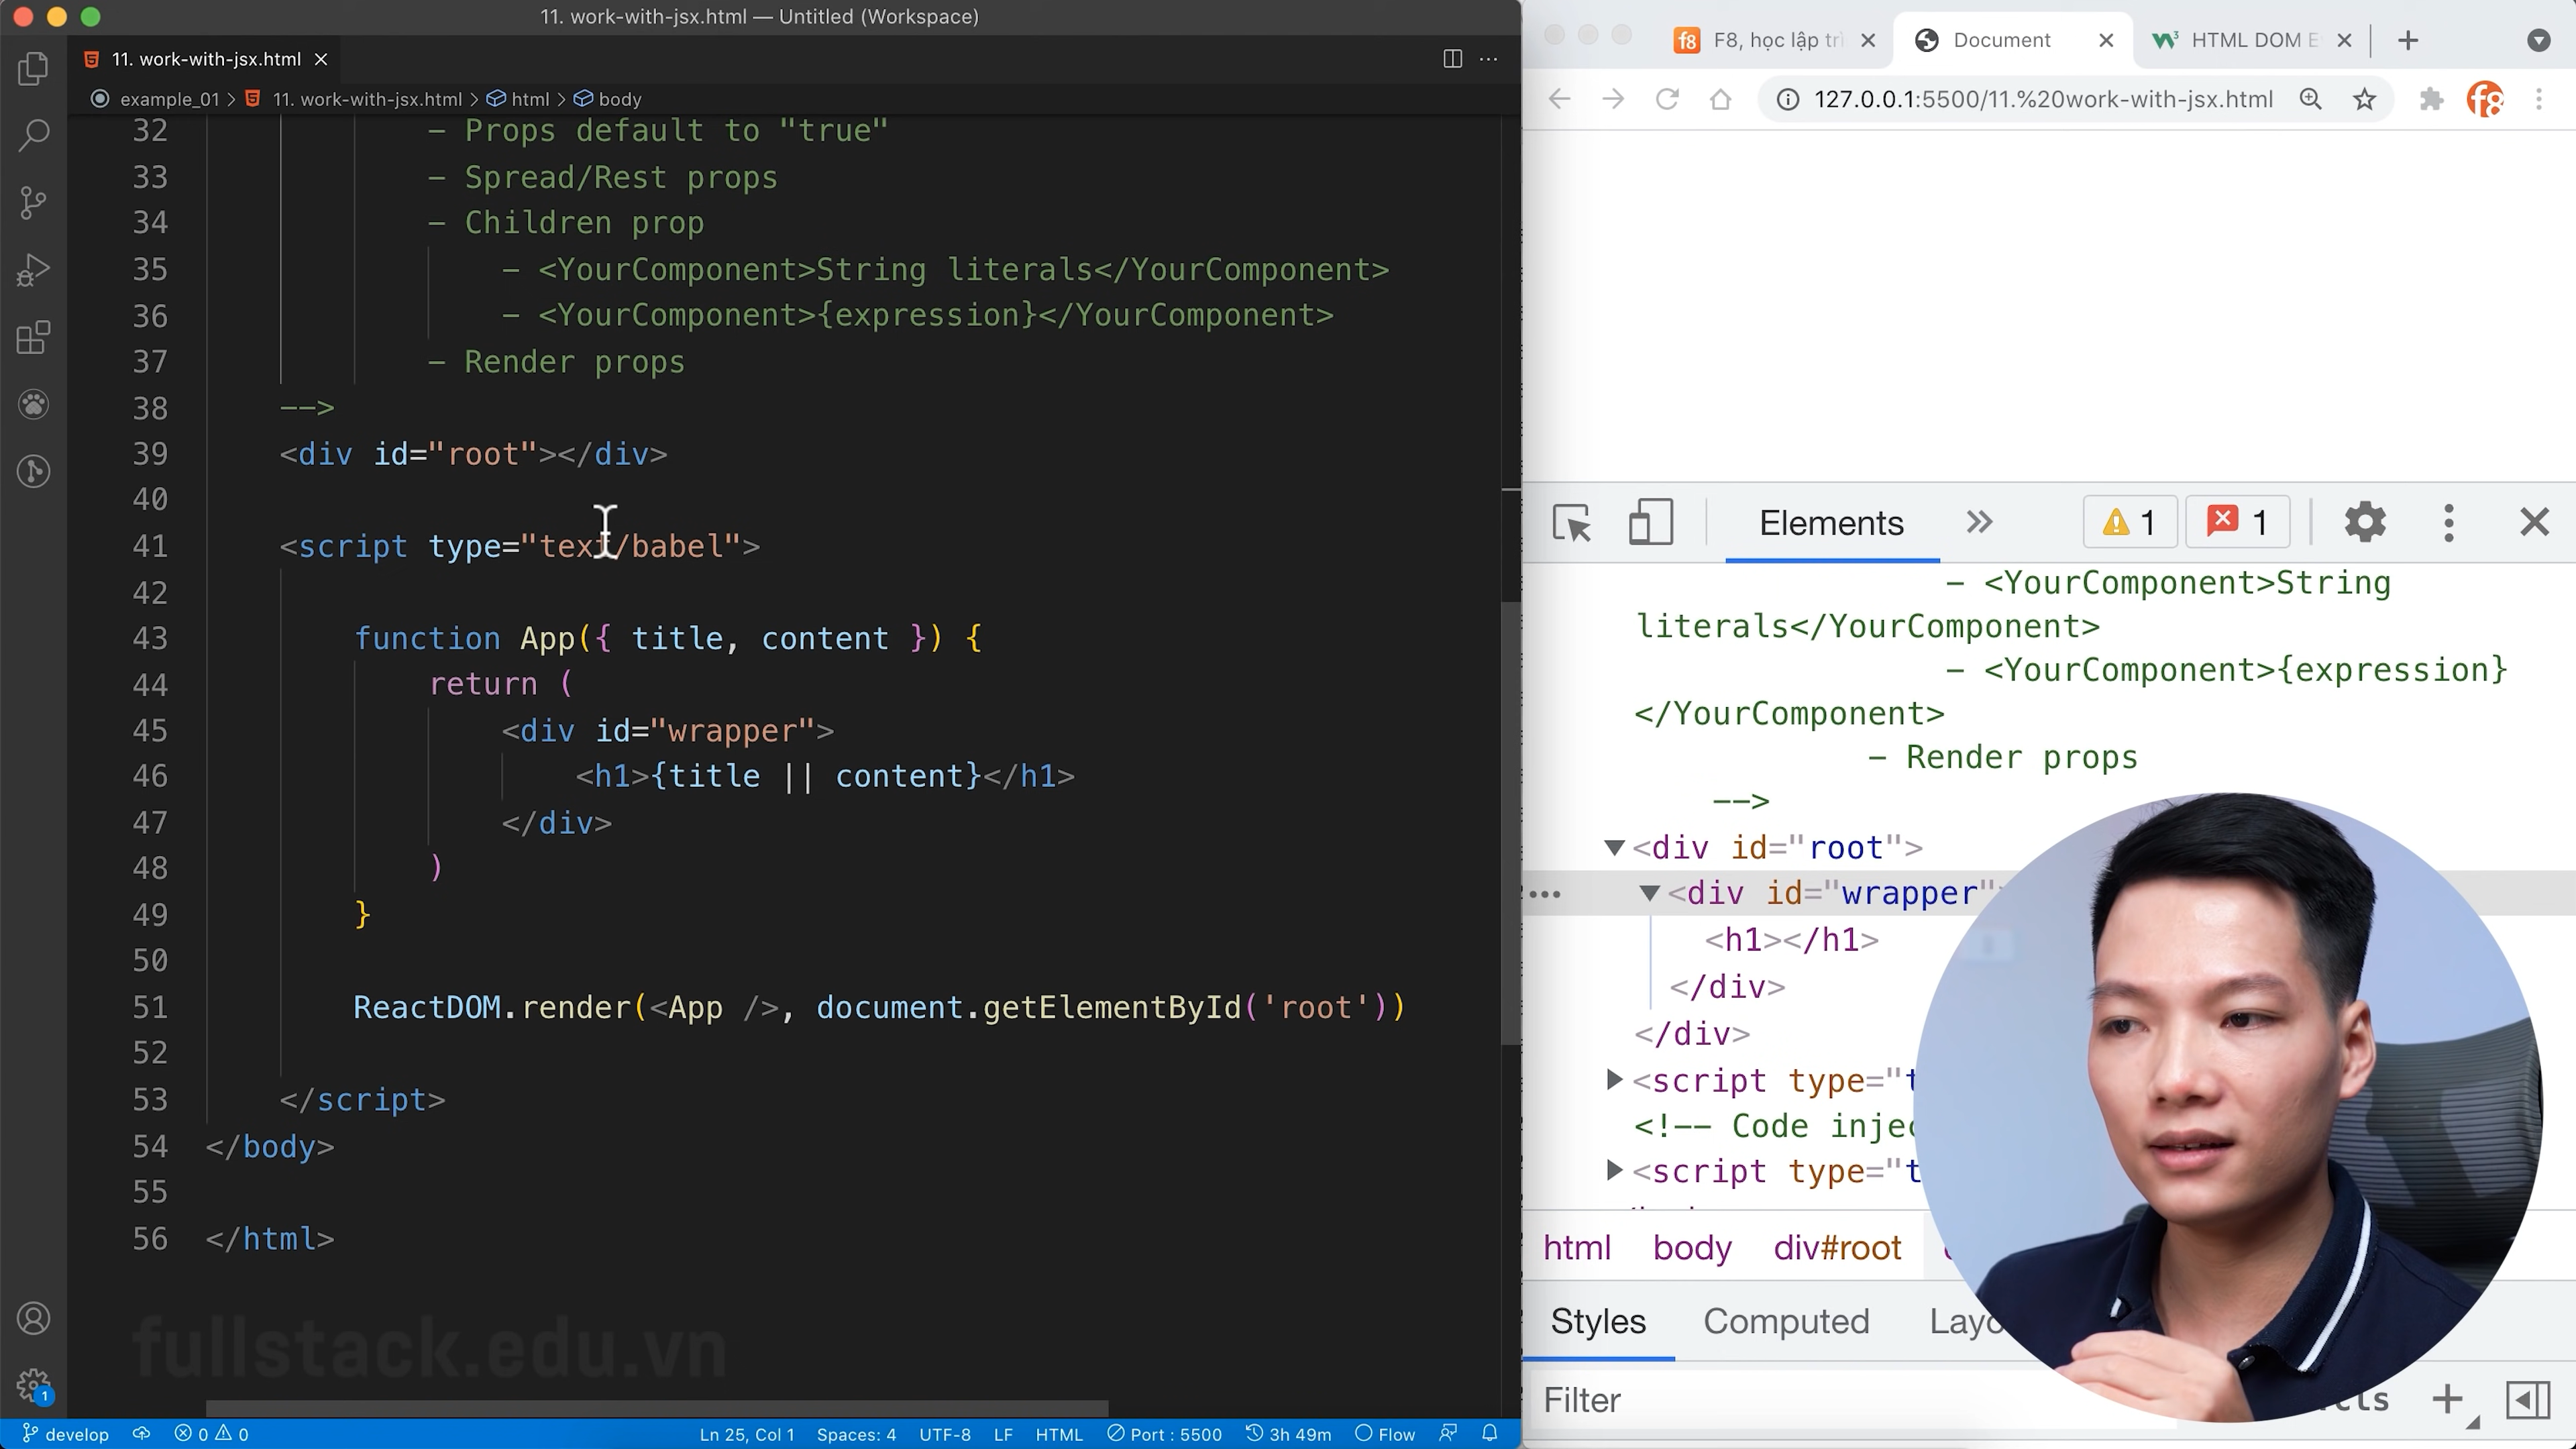 11. work-with-jsx.html — Untitled (Workspace)
11. work-with-jsx.html
example_01 > 11. work-with-jsx.html > html > body
32 - Props default to "true"
33 - Spread/Rest props
34 - Children prop
35 - <YourComponent>String literals</YourComponent>
36 - <YourComponent>{expression}</YourComponent>
37 - Render props
38 -->
39 <div id="root"></div>
40
41 <script type="text/babel">
42
43 function App({ title, content }) {
44 return (
45 <div id="wrapper">
46 <h1>{title || content}</h1>
47 </div>
48 )
49 }
50
51 ReactDOM.render(<App />, document.getElementById('root'))
52
53 </script>
54 </body>
55
56 </html>
fullstack.edu.vn
1
develop 0 0 Ln 25, Col 1 Spaces: 4 UTF-8 LF HTML Port : 5500 3h 49m Flow
F8, học lập trì Document HTML DOM E
127.0.0.1:5500/11.%20work-with-jsx.html
Elements 1 1
- <YourComponent>String
literals</YourComponent>
- <YourComponent>{expression}
</YourComponent>
- Render props
-->
<div id="root">
<div id="wrapper"
<h1></h1>
</div>
</div>
<script type="t
<!-- Code injec
<script type="t
html body div#root
Styles Computed Layo
Filter